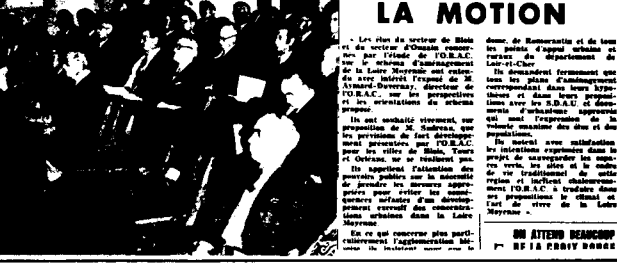 LA MOTION
« Les élus du secteur de Blois
et du secteur d'Onzain concer-
nés par l'étude de l'O.R.A.C.
sur le schéma d'aménagement
de la Loire Moyenne ont enten-
du avec intérêt l'exposé de M.
Aymard-Duvernay, directeur de
l'O.R.A.C., sur les perspectives
et les orientations du schéma
proposé.
Ils ont souhaité vivement, sur
proposition de M. Sudreau, que
les prévisions de fort développe-
ment présentées par l'O.R.A.C.
pour les villes de Blois, Tours
et Orléans, ne se réalisent pas.
Ils appellent l'attention des
pouvoirs publics sur la nécessité
de prendre les mesures appro-
priées pour éviter les consé-
quences néfastes d'un dévelop-
pement excessif des concentra-
tions urbaines dans la Loire
Moyenne.
En ce qui concerne plus parti-
culièrement l'agglomération blé-
soise, ils insistent pour que le
dôme, de Romorantin et de tous
les points d'appui urbains et
ruraux du département de
Loir-et-Cher.
Ils demandent fermement que
tous les plans d'aménagement
correspondant dans leurs hypo-
thèses et dans leurs proposi-
tions avec les S.D.A.U. et docu-
ments d'urbanisme approuvés
qui sont l'expression de la
volonté unanime des élus et des
populations.
Ils notent avec satisfaction
les intentions exprimées dans le
projet de sauvegarder les espa-
ces verts, les sites et le cadre
de vie traditionnel de cette
région et incitent chaleureuse-
ment l'O.R.A.C. à traduire dans
ses propositions le climat et
l'art de vivre de la Loire
Moyenne ».
ON ATTEND BEAUCOUP
DE LA CROIX ROUGE